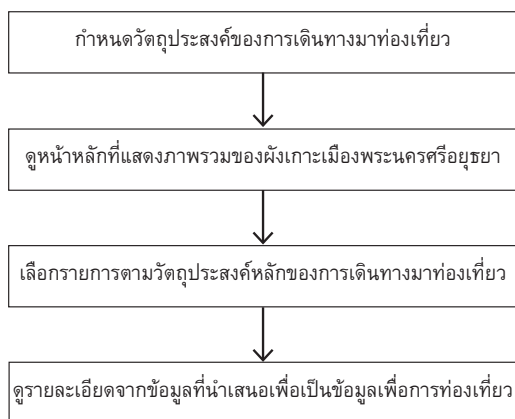 กำหนดวัตถุประสงค์ของการเดินทางมาท่องเที่ยว
ดูหน้าหลักที่แสดงภาพรวมของผังเกาะเมืองพระนครศรีอยุธยา
เลือกรายการตามวัตถุประสงค์หลักของการเดินทางมาท่องเที่ยว
ดูรายละเอียดจากข้อมูลที่นำเสนอเพื่อเป็นข้อมูลเพื่อการท่องเที่ยว